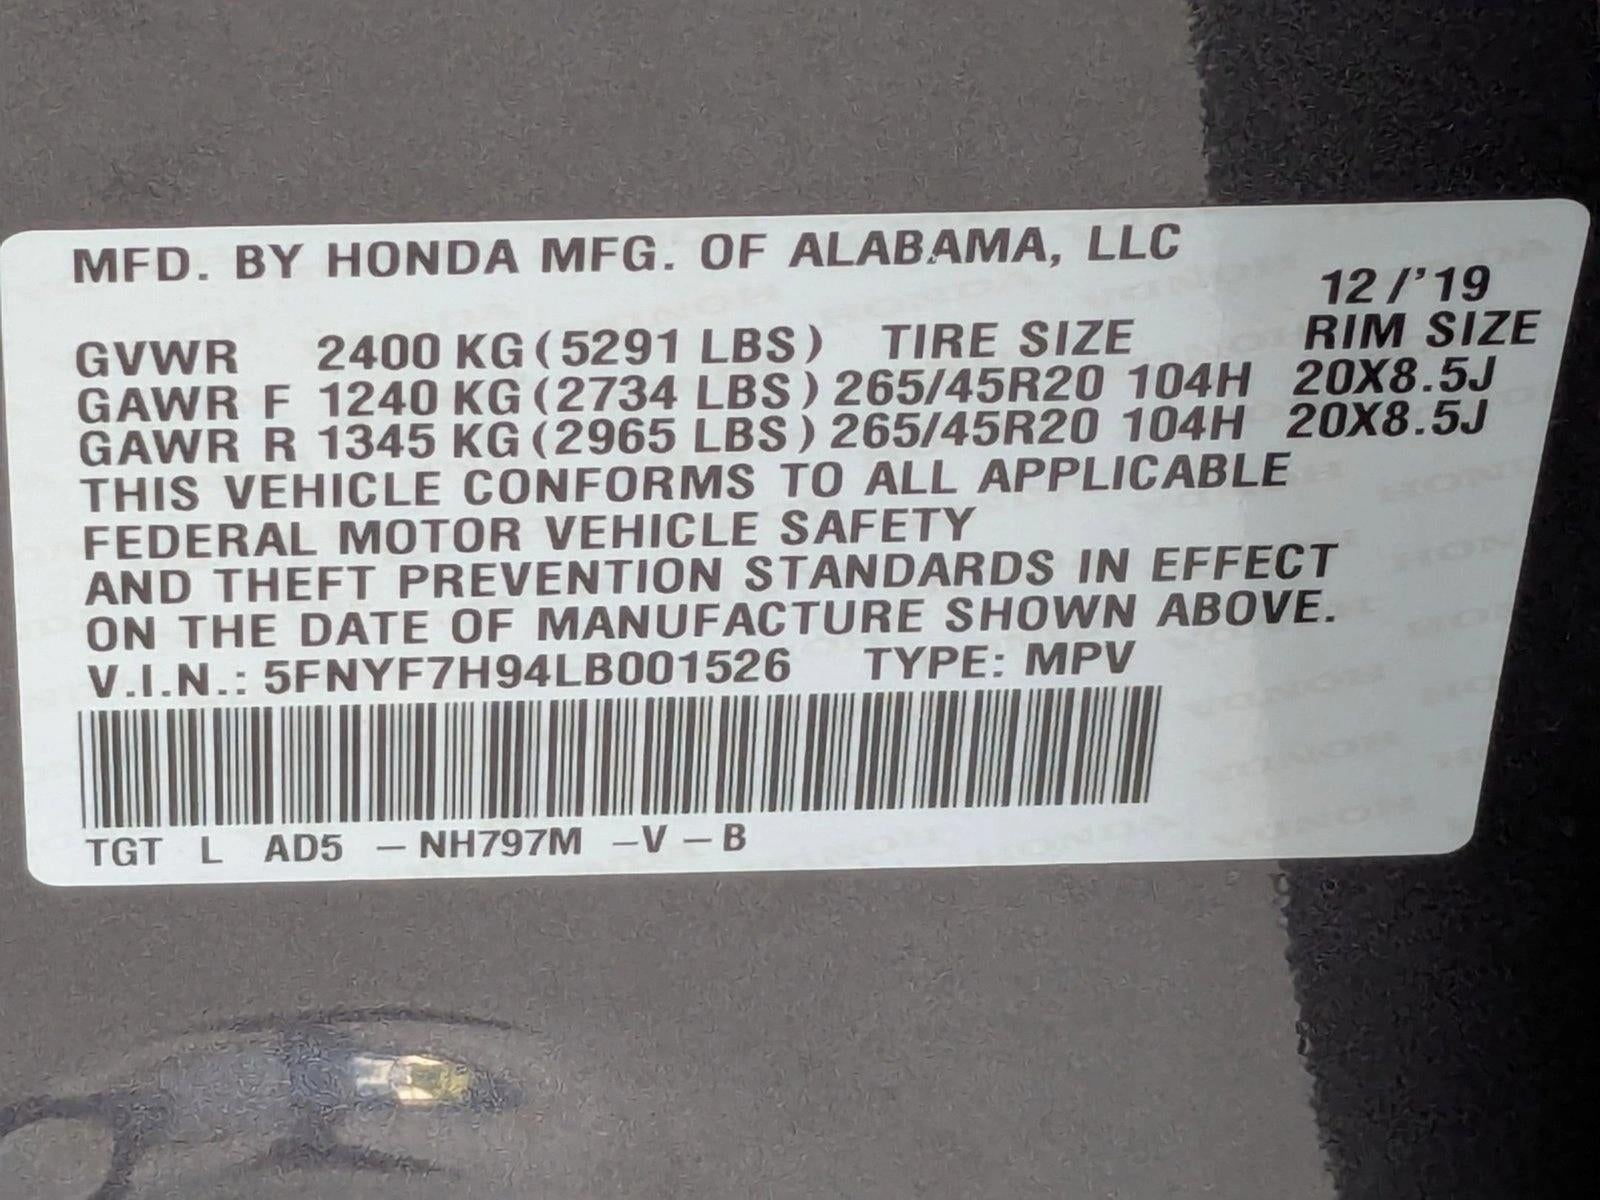 MFD. BY HONDA MFG. OF ALABAMA, LLC
12/'19
GVWR 2400 KG (5291 LBS) TIRE SIZE RIM SIZE
GAWR F 1240 KG (2734 LBS) 265/45R20 104H 20X8.5J
GAWR R 1345 KG (2965 LBS) 265/45R20 104H 20X8.5J
THIS VEHICLE CONFORMS TO ALL APPLICABLE
FEDERAL MOTOR VEHICLE SAFETY
AND THEFT PREVENTION STANDARDS IN EFFECT
ON THE DATE OF MANUFACTURE SHOWN ABOVE.
V.I.N.: 5FNYF7H94LB001526 TYPE: MPV
TGT L AD5 – NH797M –V – B